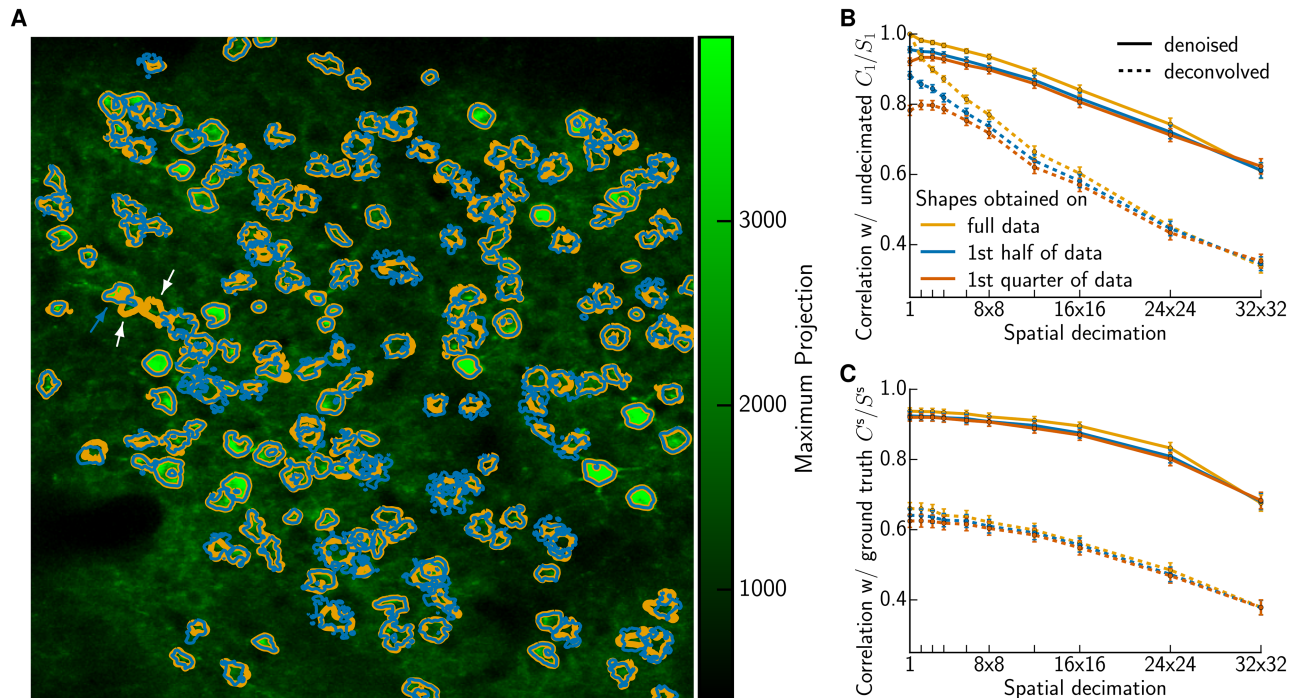 A
3000
2000
1000
Maximum Projection
B
Correlation w/ undecimated C₁/S₁
1.0
0.8
0.6
0.4
denoised
deconvolved
Shapes obtained on
full data
1st half of data
1st quarter of data
1
8x8
16x16
24x24
32x32
Spatial decimation
C
Correlation w/ ground truth Cˢ/Sˢ
1.0
0.8
0.6
0.4
1
8x8
16x16
24x24
32x32
Spatial decimation